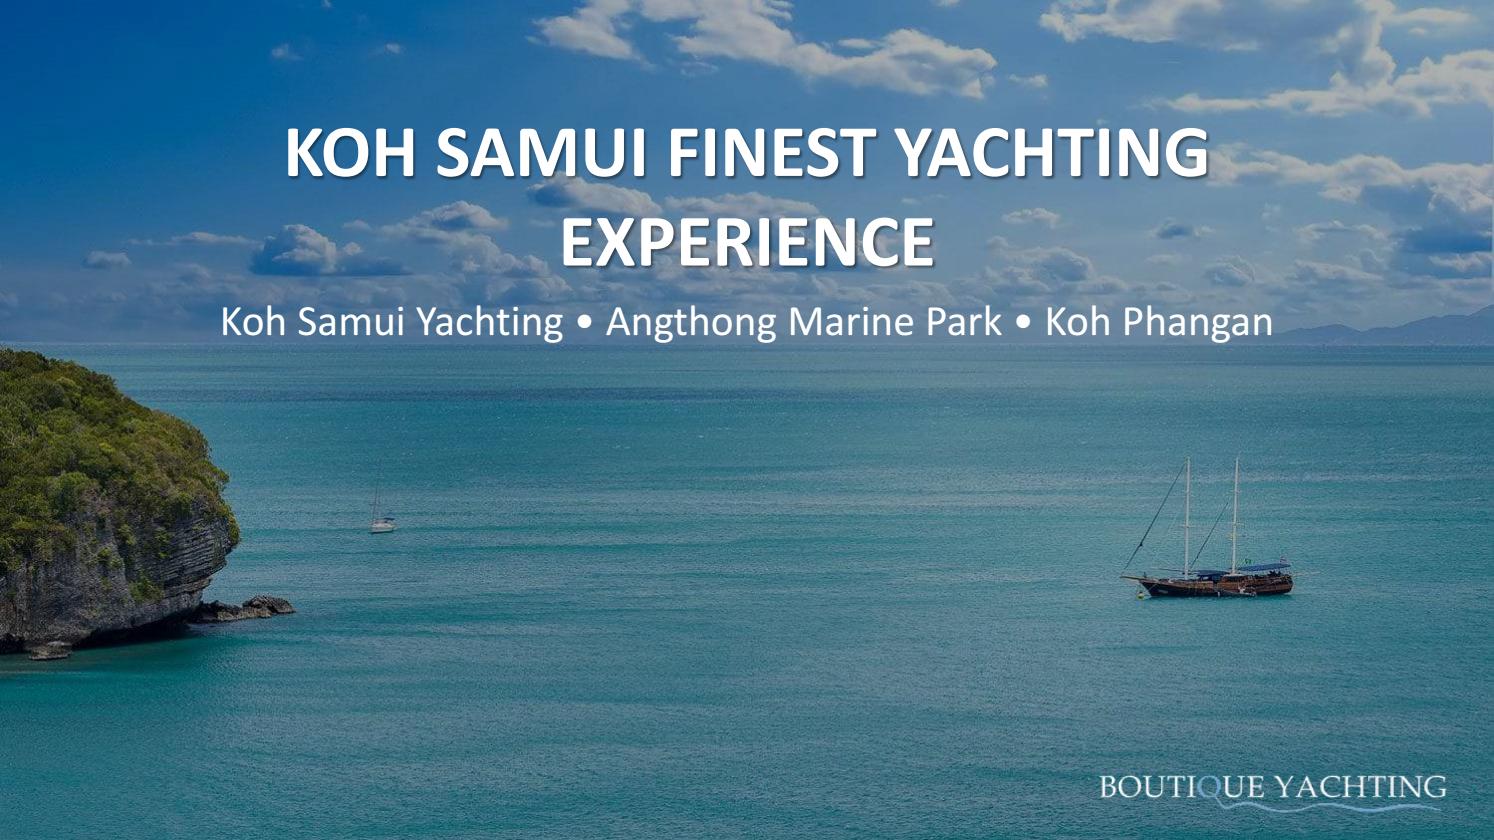 KOH SAMUI FINEST YACHTING
EXPERIENCE
Koh Samui Yachting • Angthong Marine Park • Koh Phangan
BOUTIQUE YACHTING